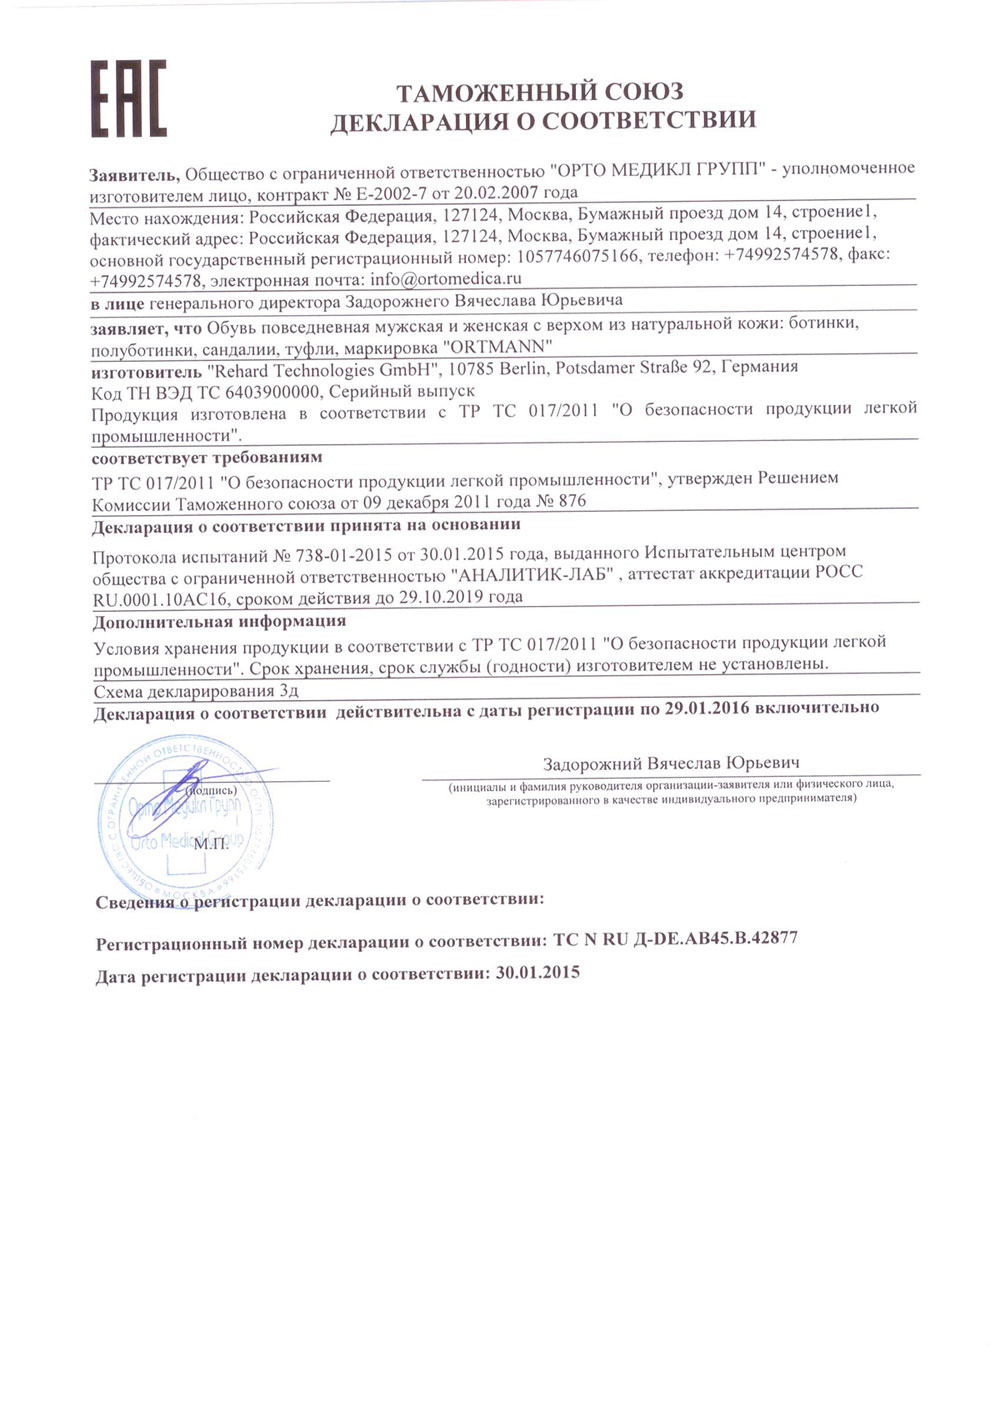 ЕАС
ТАМОЖЕННЫЙ СОЮЗ
ДЕКЛАРАЦИЯ О СООТВЕТСТВИИ
Заявитель, Общество с ограниченной ответственностью "ОРТО МЕДИКЛ ГРУПП" - уполномоченное
изготовителем лицо, контракт № Е-2002-7 от 20.02.2007 года
Место нахождения: Российская Федерация, 127124, Москва, Бумажный проезд дом 14, строение1,
фактический адрес: Российская Федерация, 127124, Москва, Бумажный проезд дом 14, строение1,
основной государственный регистрационный номер: 1057746075166, телефон: +74992574578, факс:
+74992574578, электронная почта: info@ortomedica.ru
в лице генерального директора Задорожнего Вячеслава Юрьевича
заявляет, что Обувь повседневная мужская и женская с верхом из натуральной кожи: ботинки,
полуботинки, сандалии, туфли, маркировка "ORTMANN"
изготовитель "Rehard Technologies GmbH", 10785 Berlin, Potsdamer Straße 92, Германия
Код ТН ВЭД ТС 6403900000, Серийный выпуск
Продукция изготовлена в соответствии с ТР ТС 017/2011 "О безопасности продукции легкой
промышленности".
соответствует требованиям
ТР ТС 017/2011 "О безопасности продукции легкой промышленности", утвержден Решением
Комиссии Таможенного союза от 09 декабря 2011 года № 876
Декларация о соответствии принята на основании
Протокола испытаний № 738-01-2015 от 30.01.2015 года, выданного Испытательным центром
общества с ограниченной ответственностью "АНАЛИТИК-ЛАБ" , аттестат аккредитации РОСС
RU.0001.10АС16, сроком действия до 29.10.2019 года
Дополнительная информация
Условия хранения продукции в соответствии с ТР ТС 017/2011 "О безопасности продукции легкой
промышленности". Срок хранения, срок службы (годности) изготовителем не установлены.
Схема декларирования 3д
Декларация о соответствии действительна с даты регистрации по 29.01.2016 включительно
Задорожний Вячеслав Юрьевич
(подпись)
(инициалы и фамилия руководителя организации-заявителя или физического лица,
зарегистрированного в качестве индивидуального предпринимателя)
Орто Медикл Групп
Orto Medical Group
М.П.
ОБЩЕСТВО С ОГРАНИЧЕННОЙ ОТВЕТСТВЕННОСТЬЮ
МОСКВА
Сведения о регистрации декларации о соответствии:
Регистрационный номер декларации о соответствии: ТС N RU Д-DE.АВ45.В.42877
Дата регистрации декларации о соответствии: 30.01.2015